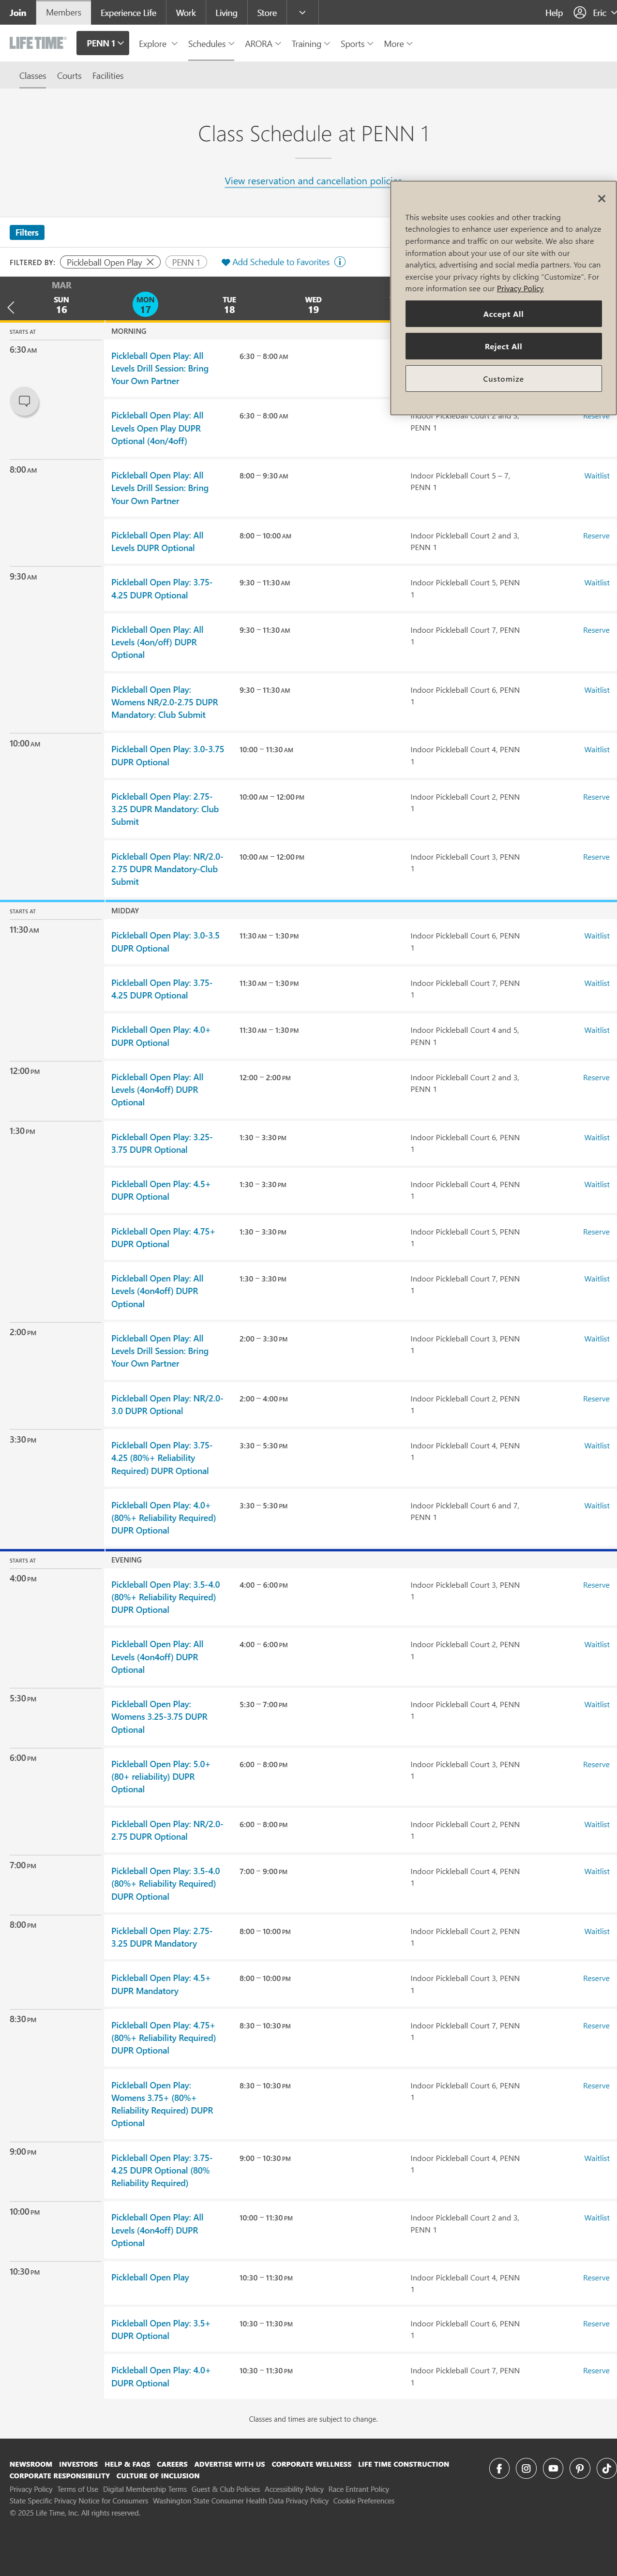 Join Members Experience Life Work Living Store Help Eric
LIFE TIME PENN 1 Explore Schedules ARORA Training Sports More
Classes Courts Facilities
Class Schedule at PENN 1
View reservation and cancellation policies
This website uses cookies and other tracking
technologies to enhance user experience and to analyze
performance and traffic on our website. We also share
information about your use of our site with our
analytics, advertising and social media partners. You can
exercise your privacy rights by clicking “Customize”. For
more information see our Privacy Policy
Accept All
Reject All
Customize
Filters
FILTERED BY: Pickleball Open Play PENN 1 Add Schedule to Favorites
MAR
SUN MON TUE WED
16 17 18 19
STARTS AT MORNING
6:30 AM
Pickleball Open Play: All 6:30 – 8:00 AM
Levels Drill Session: Bring
Your Own Partner
Pickleball Open Play: All 6:30 – 8:00 AM Indoor Pickleball Court 2 and 3, Reserve
Levels Open Play DUPR PENN 1
Optional (4on/4off)
8:00 AM
Pickleball Open Play: All 8:00 – 9:30 AM Indoor Pickleball Court 5 – 7, Waitlist
Levels Drill Session: Bring PENN 1
Your Own Partner
Pickleball Open Play: All 8:00 – 10:00 AM Indoor Pickleball Court 2 and 3, Reserve
Levels DUPR Optional PENN 1
9:30 AM
Pickleball Open Play: 3.75- 9:30 – 11:30 AM Indoor Pickleball Court 5, PENN Waitlist
4.25 DUPR Optional 1
Pickleball Open Play: All 9:30 – 11:30 AM Indoor Pickleball Court 7, PENN Reserve
Levels (4on/off) DUPR 1
Optional
Pickleball Open Play: 9:30 – 11:30 AM Indoor Pickleball Court 6, PENN Waitlist
Womens NR/2.0-2.75 DUPR 1
Mandatory: Club Submit
10:00 AM
Pickleball Open Play: 3.0-3.75 10:00 – 11:30 AM Indoor Pickleball Court 4, PENN Waitlist
DUPR Optional 1
Pickleball Open Play: 2.75- 10:00 AM – 12:00 PM Indoor Pickleball Court 2, PENN Reserve
3.25 DUPR Mandatory: Club 1
Submit
Pickleball Open Play: NR/2.0- 10:00 AM – 12:00 PM Indoor Pickleball Court 3, PENN Reserve
2.75 DUPR Mandatory-Club 1
Submit
STARTS AT MIDDAY
11:30 AM
Pickleball Open Play: 3.0-3.5 11:30 AM – 1:30 PM Indoor Pickleball Court 6, PENN Waitlist
DUPR Optional 1
Pickleball Open Play: 3.75- 11:30 AM – 1:30 PM Indoor Pickleball Court 7, PENN Waitlist
4.25 DUPR Optional 1
Pickleball Open Play: 4.0+ 11:30 AM – 1:30 PM Indoor Pickleball Court 4 and 5, Waitlist
DUPR Optional PENN 1
12:00 PM
Pickleball Open Play: All 12:00 – 2:00 PM Indoor Pickleball Court 2 and 3, Reserve
Levels (4on4off) DUPR PENN 1
Optional
1:30 PM
Pickleball Open Play: 3.25- 1:30 – 3:30 PM Indoor Pickleball Court 6, PENN Waitlist
3.75 DUPR Optional 1
Pickleball Open Play: 4.5+ 1:30 – 3:30 PM Indoor Pickleball Court 4, PENN Waitlist
DUPR Optional 1
Pickleball Open Play: 4.75+ 1:30 – 3:30 PM Indoor Pickleball Court 5, PENN Reserve
DUPR Optional 1
Pickleball Open Play: All 1:30 – 3:30 PM Indoor Pickleball Court 7, PENN Waitlist
Levels (4on4off) DUPR 1
Optional
2:00 PM
Pickleball Open Play: All 2:00 – 3:30 PM Indoor Pickleball Court 3, PENN Waitlist
Levels Drill Session: Bring 1
Your Own Partner
Pickleball Open Play: NR/2.0- 2:00 – 4:00 PM Indoor Pickleball Court 2, PENN Reserve
3.0 DUPR Optional 1
3:30 PM
Pickleball Open Play: 3.75- 3:30 – 5:30 PM Indoor Pickleball Court 4, PENN Waitlist
4.25 (80%+ Reliability 1
Required) DUPR Optional
Pickleball Open Play: 4.0+ 3:30 – 5:30 PM Indoor Pickleball Court 6 and 7, Waitlist
(80%+ Reliability Required) PENN 1
DUPR Optional
STARTS AT EVENING
4:00 PM
Pickleball Open Play: 3.5-4.0 4:00 – 6:00 PM Indoor Pickleball Court 3, PENN Reserve
(80%+ Reliability Required) 1
DUPR Optional
Pickleball Open Play: All 4:00 – 6:00 PM Indoor Pickleball Court 2, PENN Waitlist
Levels (4on4off) DUPR 1
Optional
5:30 PM
Pickleball Open Play: 5:30 – 7:00 PM Indoor Pickleball Court 4, PENN Waitlist
Womens 3.25-3.75 DUPR 1
Optional
6:00 PM
Pickleball Open Play: 5.0+ 6:00 – 8:00 PM Indoor Pickleball Court 3, PENN Reserve
(80+ reliability) DUPR 1
Optional
Pickleball Open Play: NR/2.0- 6:00 – 8:00 PM Indoor Pickleball Court 2, PENN Waitlist
2.75 DUPR Optional 1
7:00 PM
Pickleball Open Play: 3.5-4.0 7:00 – 9:00 PM Indoor Pickleball Court 4, PENN Waitlist
(80%+ Reliability Required) 1
DUPR Optional
8:00 PM
Pickleball Open Play: 2.75- 8:00 – 10:00 PM Indoor Pickleball Court 2, PENN Waitlist
3.25 DUPR Mandatory 1
Pickleball Open Play: 4.5+ 8:00 – 10:00 PM Indoor Pickleball Court 3, PENN Reserve
DUPR Mandatory 1
8:30 PM
Pickleball Open Play: 4.75+ 8:30 – 10:30 PM Indoor Pickleball Court 7, PENN Reserve
(80%+ Reliability Required) 1
DUPR Optional
Pickleball Open Play: 8:30 – 10:30 PM Indoor Pickleball Court 6, PENN Reserve
Womens 3.75+ (80%+ 1
Reliability Required) DUPR
Optional
9:00 PM
Pickleball Open Play: 3.75- 9:00 – 10:30 PM Indoor Pickleball Court 4, PENN Waitlist
4.25 DUPR Optional (80% 1
Reliability Required)
10:00 PM
Pickleball Open Play: All 10:00 – 11:30 PM Indoor Pickleball Court 2 and 3, Waitlist
Levels (4on4off) DUPR PENN 1
Optional
10:30 PM
Pickleball Open Play 10:30 – 11:30 PM Indoor Pickleball Court 4, PENN Reserve
1
Pickleball Open Play: 3.5+ 10:30 – 11:30 PM Indoor Pickleball Court 6, PENN Reserve
DUPR Optional 1
Pickleball Open Play: 4.0+ 10:30 – 11:30 PM Indoor Pickleball Court 7, PENN Reserve
DUPR Optional 1
Classes and times are subject to change.
NEWSROOM INVESTORS HELP & FAQS CAREERS ADVERTISE WITH US CORPORATE WELLNESS LIFE TIME CONSTRUCTION
CORPORATE RESPONSIBILITY CULTURE OF INCLUSION
Privacy Policy Terms of Use Digital Membership Terms Guest & Club Policies Accessibility Policy Race Entrant Policy
State Specific Privacy Notice for Consumers Washington State Consumer Health Data Privacy Policy Cookie Preferences
© 2025 Life Time, Inc. All rights reserved.